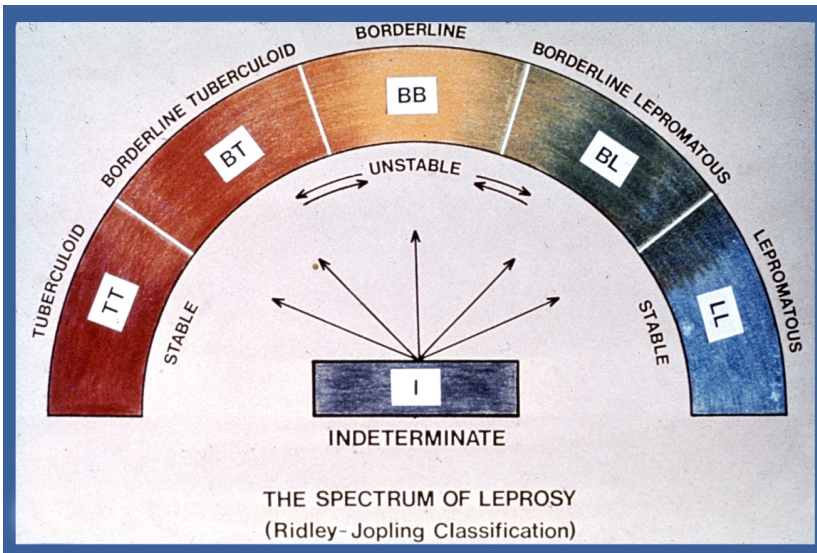 BORDERLINE
BORDERLINE TUBERCULOID
BORDERLINE LEPROMATOUS
BB
BT
BL
UNSTABLE
TUBERCULOID
LEPROMATOUS
TT
LL
STABLE
STABLE
I
INDETERMINATE
THE SPECTRUM OF LEPROSY
(Ridley-Jopling Classification)